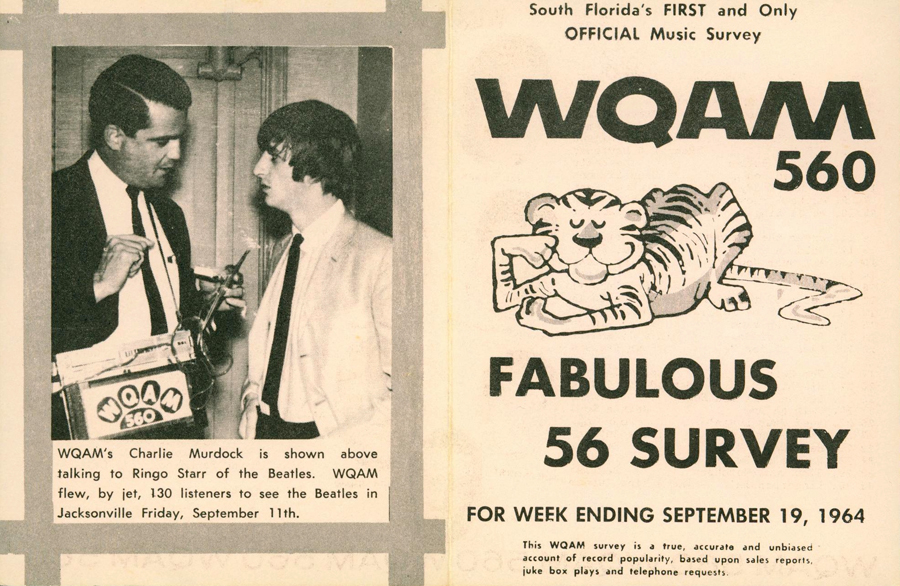 WQAM
560
WQAM's Charlie Murdock is shown above
talking to Ringo Starr of the Beatles. WQAM
flew, by jet, 130 listeners to see the Beatles in
Jacksonville Friday, September 11th.
South Florida's FIRST and Only
OFFICIAL Music Survey
WQAM
560
FABULOUS
56 SURVEY
FOR WEEK ENDING SEPTEMBER 19, 1964
This WQAM survey is a true, accurate and unbiased
account of record popularity, based upon sales reports,
juke box plays and telephone requests.